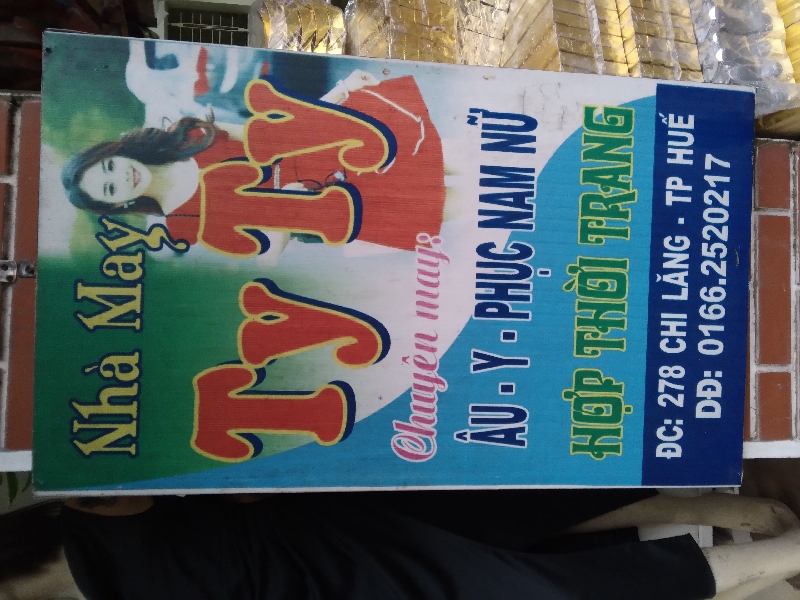 Nhà May
Ty Ty
Chuyên may:
ÂU - Y - PHỤC NAM NỮ
HỢP THỜI TRANG
ĐC: 278 CHI LĂNG - TP HUẾ
DĐ: 0166.2520217